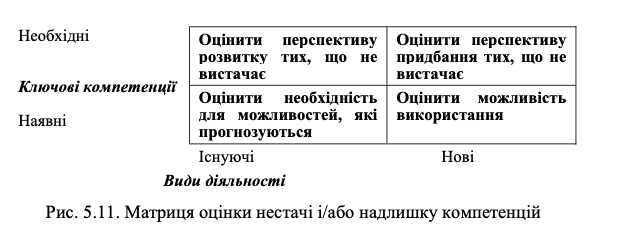 Необхідні
Оцінити перспективу
розвитку тих, що не
вистачає
Оцінити перспективу
придбання тих, що не
вистачає
Ключові компетенції
Наявні
Оцінити необхідність
для можливостей, які
прогнозуються
Оцінити можливість
використання
Існуючі
Нові
Види діяльності
Рис. 5.11. Матриця оцінки нестачі і/або надлишку компетенцій